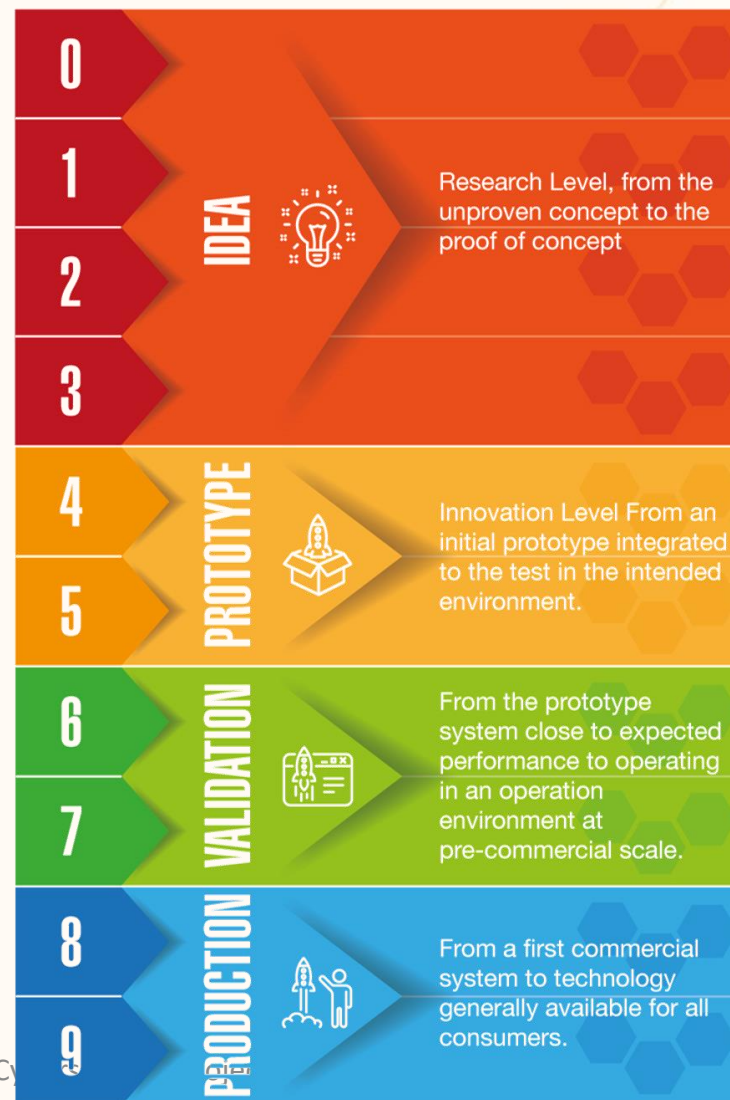 0
1
2
3
IDEA
Research Level, from the
unproven concept to the
proof of concept
4
5
PROTOTYPE
Innovation Level From an
initial prototype integrated
to the test in the intended
environment.
6
7
VALIDATION
From the prototype
system close to expected
performance to operating
in an operation
environment at
pre-commercial scale.
8
9
PRODUCTION
From a first commercial
system to technology
generally available for all
consumers.